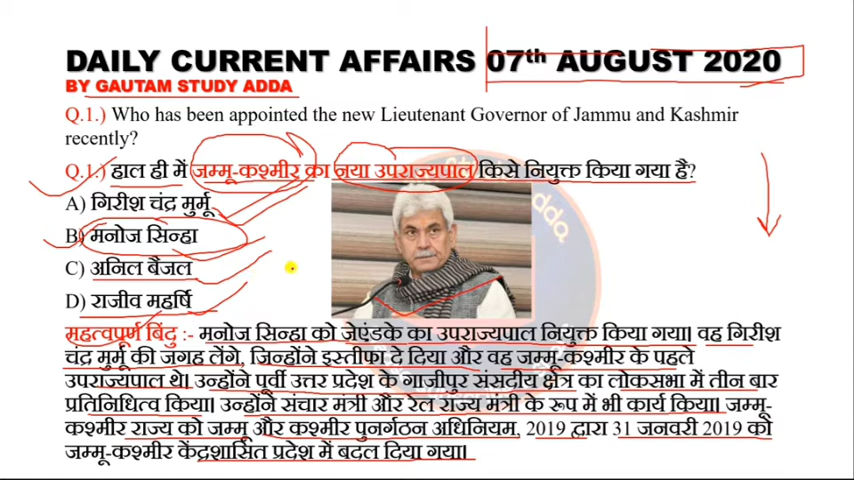 DAILY CURRENT AFFAIRS 07th AUGUST 2020
BY GAUTAM STUDY ADDA
Q.1.) Who has been appointed the new Lieutenant Governor of Jammu and Kashmir
recently?
Q.1.) हाल ही में जम्मू-कश्मीर का नया उपराज्यपाल किसे नियुक्त किया गया है?
A) गिरीश चंद्र मुर्मू
B) मनोज सिन्हा
C) अनिल बैजल
D) राजीव महर्षि
महत्वपूर्ण बिंदु :- मनोज सिन्हा को जेएंडके का उपराज्यपाल नियुक्त किया गया। वह गिरीश
चंद्र मुर्मू की जगह लेंगे, जिन्होंने इस्तीफा दे दिया और वह जम्मू-कश्मीर के पहले
उपराज्यपाल थे। उन्होंने पूर्वी उत्तर प्रदेश के गाजीपुर संसदीय क्षेत्र का लोकसभा में तीन बार
प्रतिनिधित्व किया। उन्होंने संचार मंत्री और रेल राज्य मंत्री के रूप में भी कार्य किया। जम्मू-
कश्मीर राज्य को जम्मू और कश्मीर पुनर्गठन अधिनियम, 2019 द्वारा 31 जनवरी 2019 को
जम्मू-कश्मीर केंद्रशासित प्रदेश में बदल दिया गया।